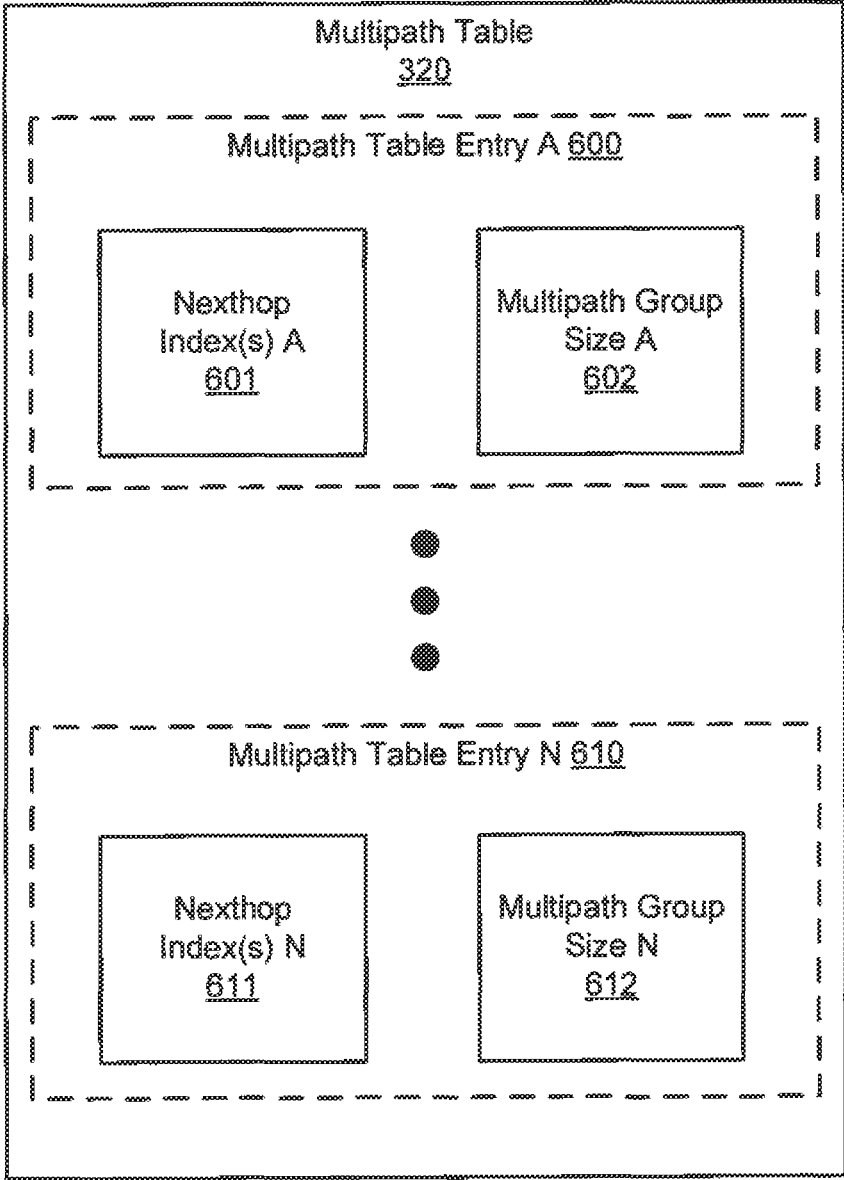 Multipath Table
320
Multipath Table Entry A 600
Nexthop
Index(s) A
601
Multipath Group
Size A
602
Multipath Table Entry N 610
Nexthop
Index(s) N
611
Multipath Group
Size N
612